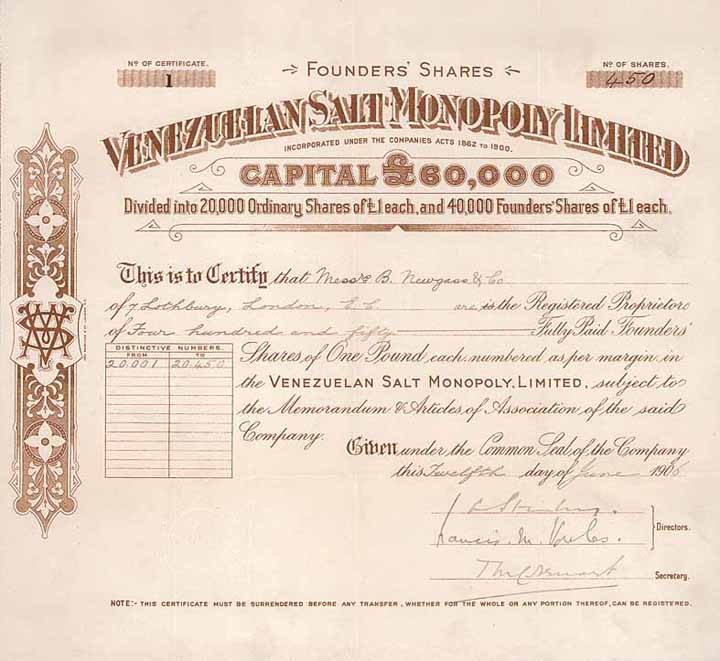 Nº OF CERTIFICATE.
1
FOUNDERS' SHARES
Nº OF SHARES.
450
VENEZUELAN SALT MONOPOLY LIMITED
INCORPORATED UNDER THE COMPANIES ACTS 1862 TO 1900.
CAPITAL £60,000
Divided into 20,000 Ordinary Shares of £1 each, and 40,000 Founders' Shares of £1 each.
This is to Certify that Messrs B. Newgass & Co
of 7 Lothbury, London, E.C. are is the Registered Proprietors
of Four hundred and fifty Fully Paid Founders'
DISTINCTIVE NUMBERS.
FROM TO
20.001 20.450
Shares of One Pound each, numbered as per margin in
the VENEZUELAN SALT MONOPOLY, LIMITED, subject to
the Memorandum & Articles of Association of the said
Company.
Given under the Common Seal of the Company
this Twelfth day of June 1906
Francis. M.
Directors.
Secretary.
NOTE:- THIS CERTIFICATE MUST BE SURRENDERED BEFORE ANY TRANSFER, WHETHER FOR THE WHOLE OR ANY PORTION THEREOF, CAN BE REGISTERED.